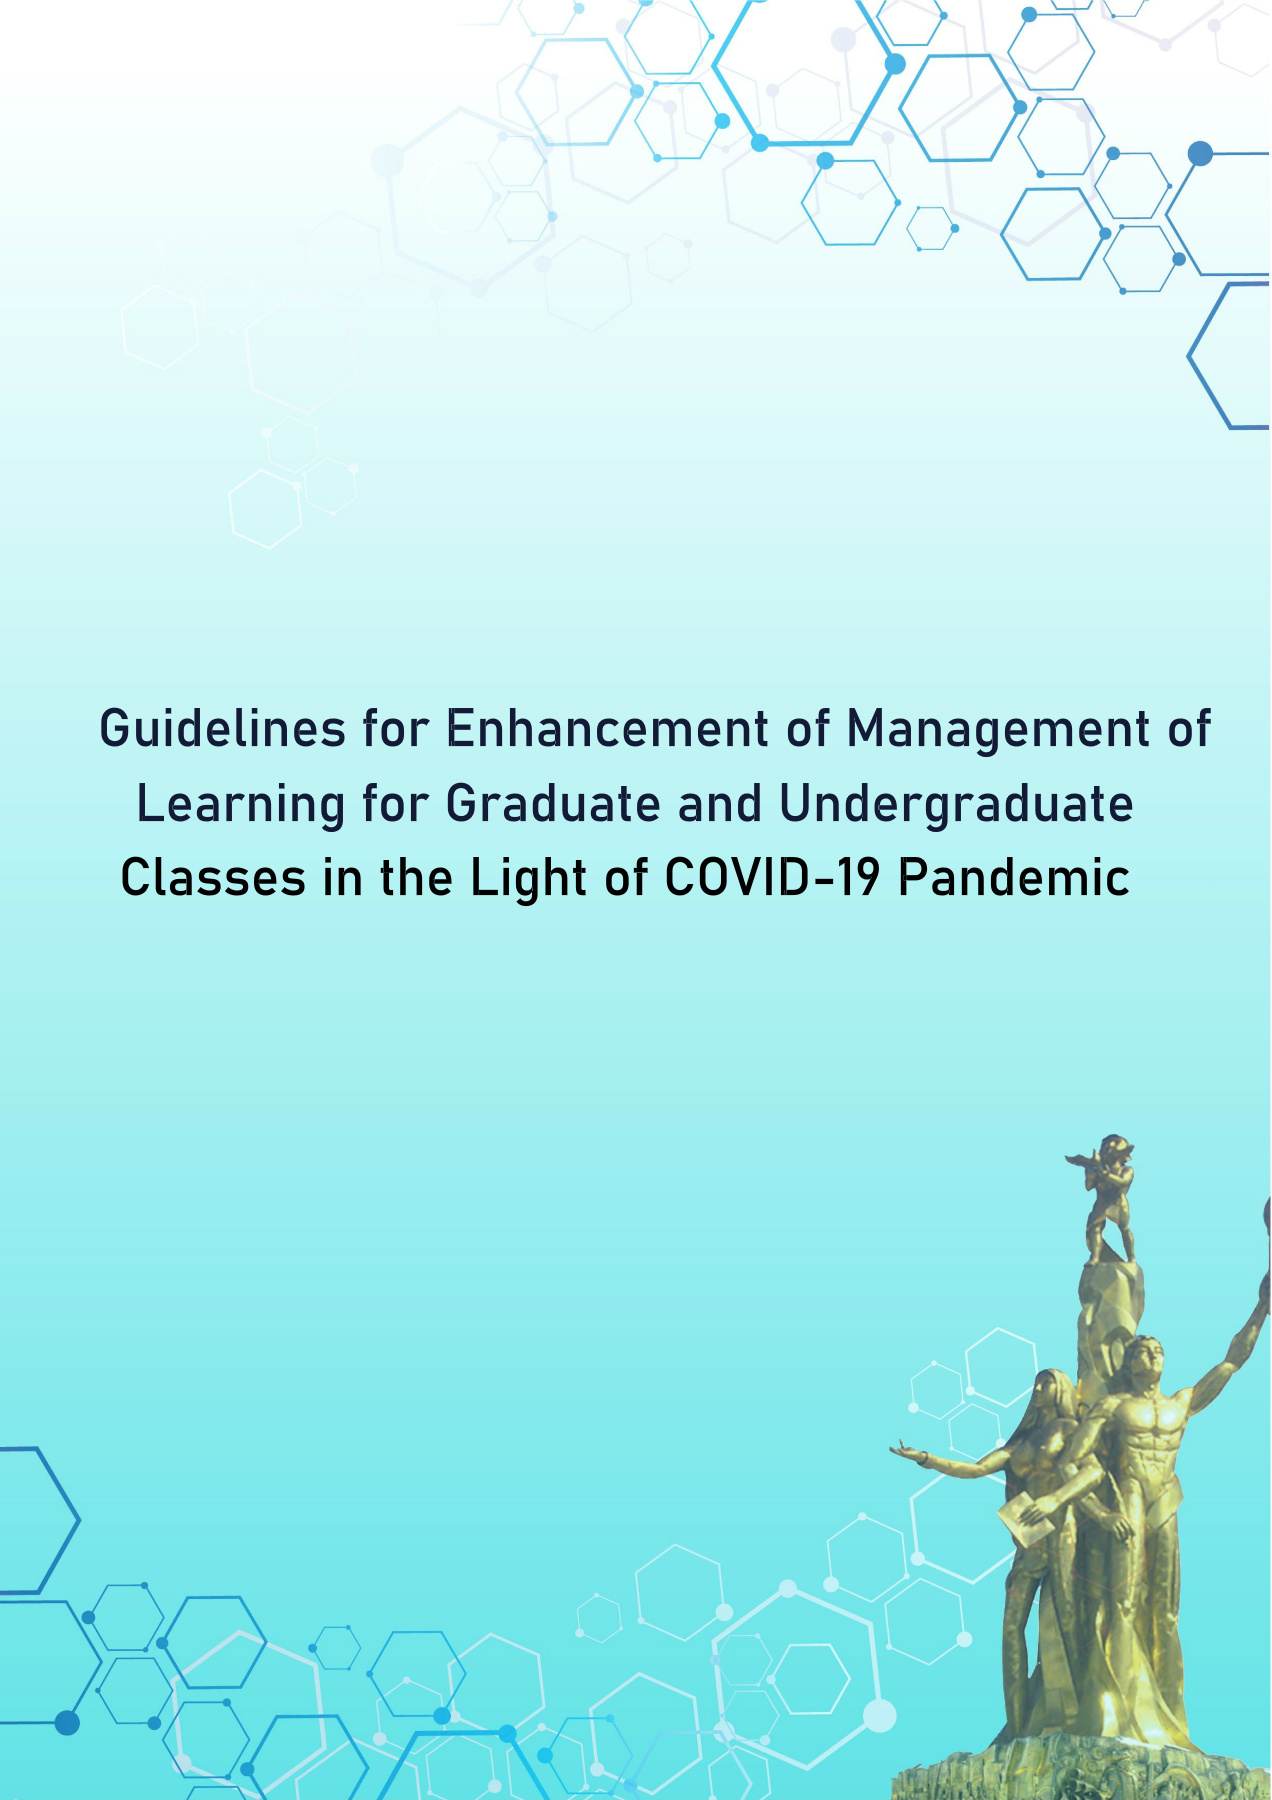 Guidelines for Enhancement of Management of
Learning for Graduate and Undergraduate
Classes in the Light of COVID-19 Pandemic